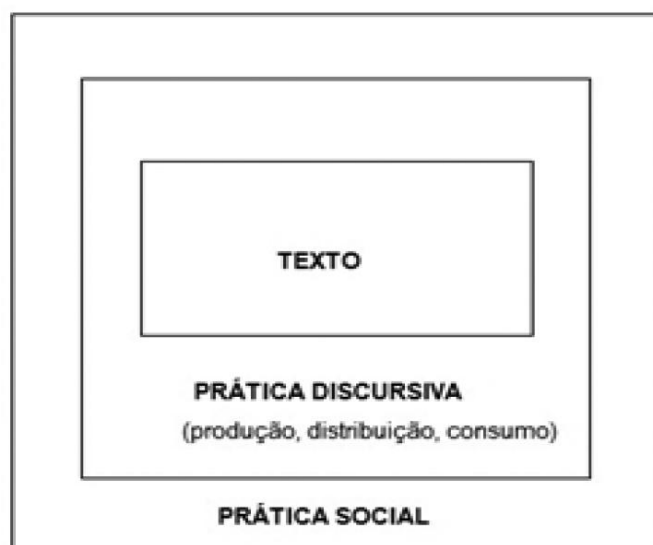 TEXTO
PRÁTICA DISCURSIVA
(produção, distribuição, consumo)
PRÁTICA SOCIAL